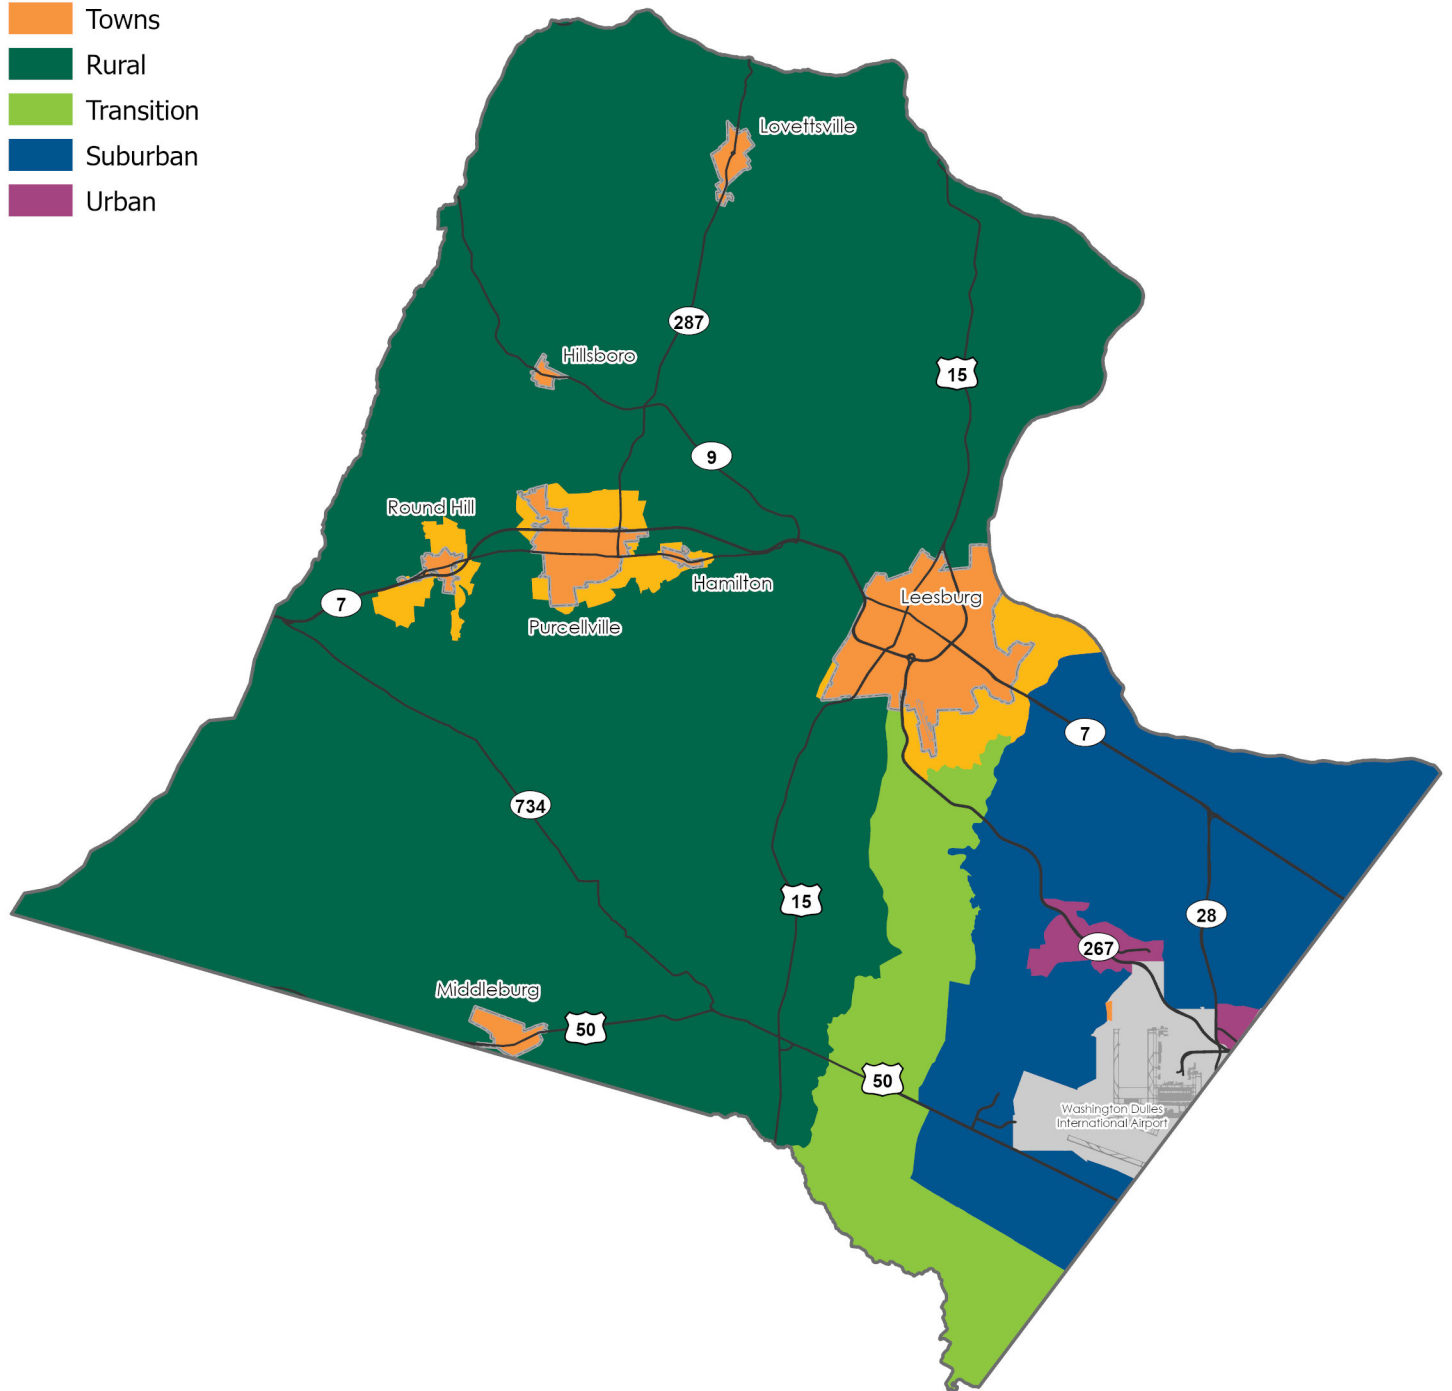 Towns
Rural
Transition
Suburban
Urban
Lovettsville
287
Hillsboro
15
9
Round Hill
Hamilton
7
Purcellville
Leesburg
7
734
15
28
267
Middleburg
50
50
Washington Dulles
International Airport